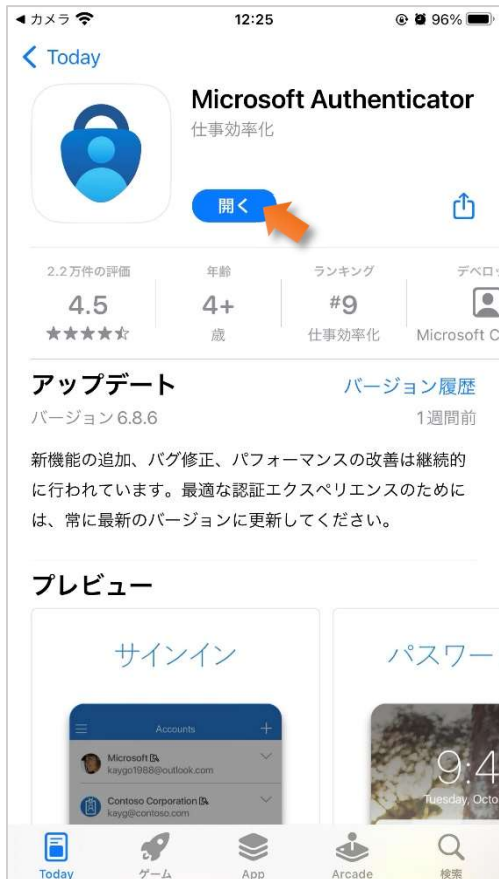 カメラ 12:25 96%
Today
Microsoft Authenticator
仕事効率化
開く
2.2万件の評価 年齢 ランキング
4.5 4+ #9
歳 仕事効率化 Microsoft C
アップデート バージョン履歴
バージョン 6.8.6 1週間前
新機能の追加、バグ修正、パフォーマンスの改善は継続的
に行われています。最適な認証エクスペリエンスのために
は、常に最新のバージョンに更新してください。
プレビュー
サインイン パスワー
Accounts
Microsoft
kaygo1968@outlook.com
Contoso Corporation
kayg@contoso.com
9:4
Tuesday, Octo
Today ゲーム App Arcade 検索